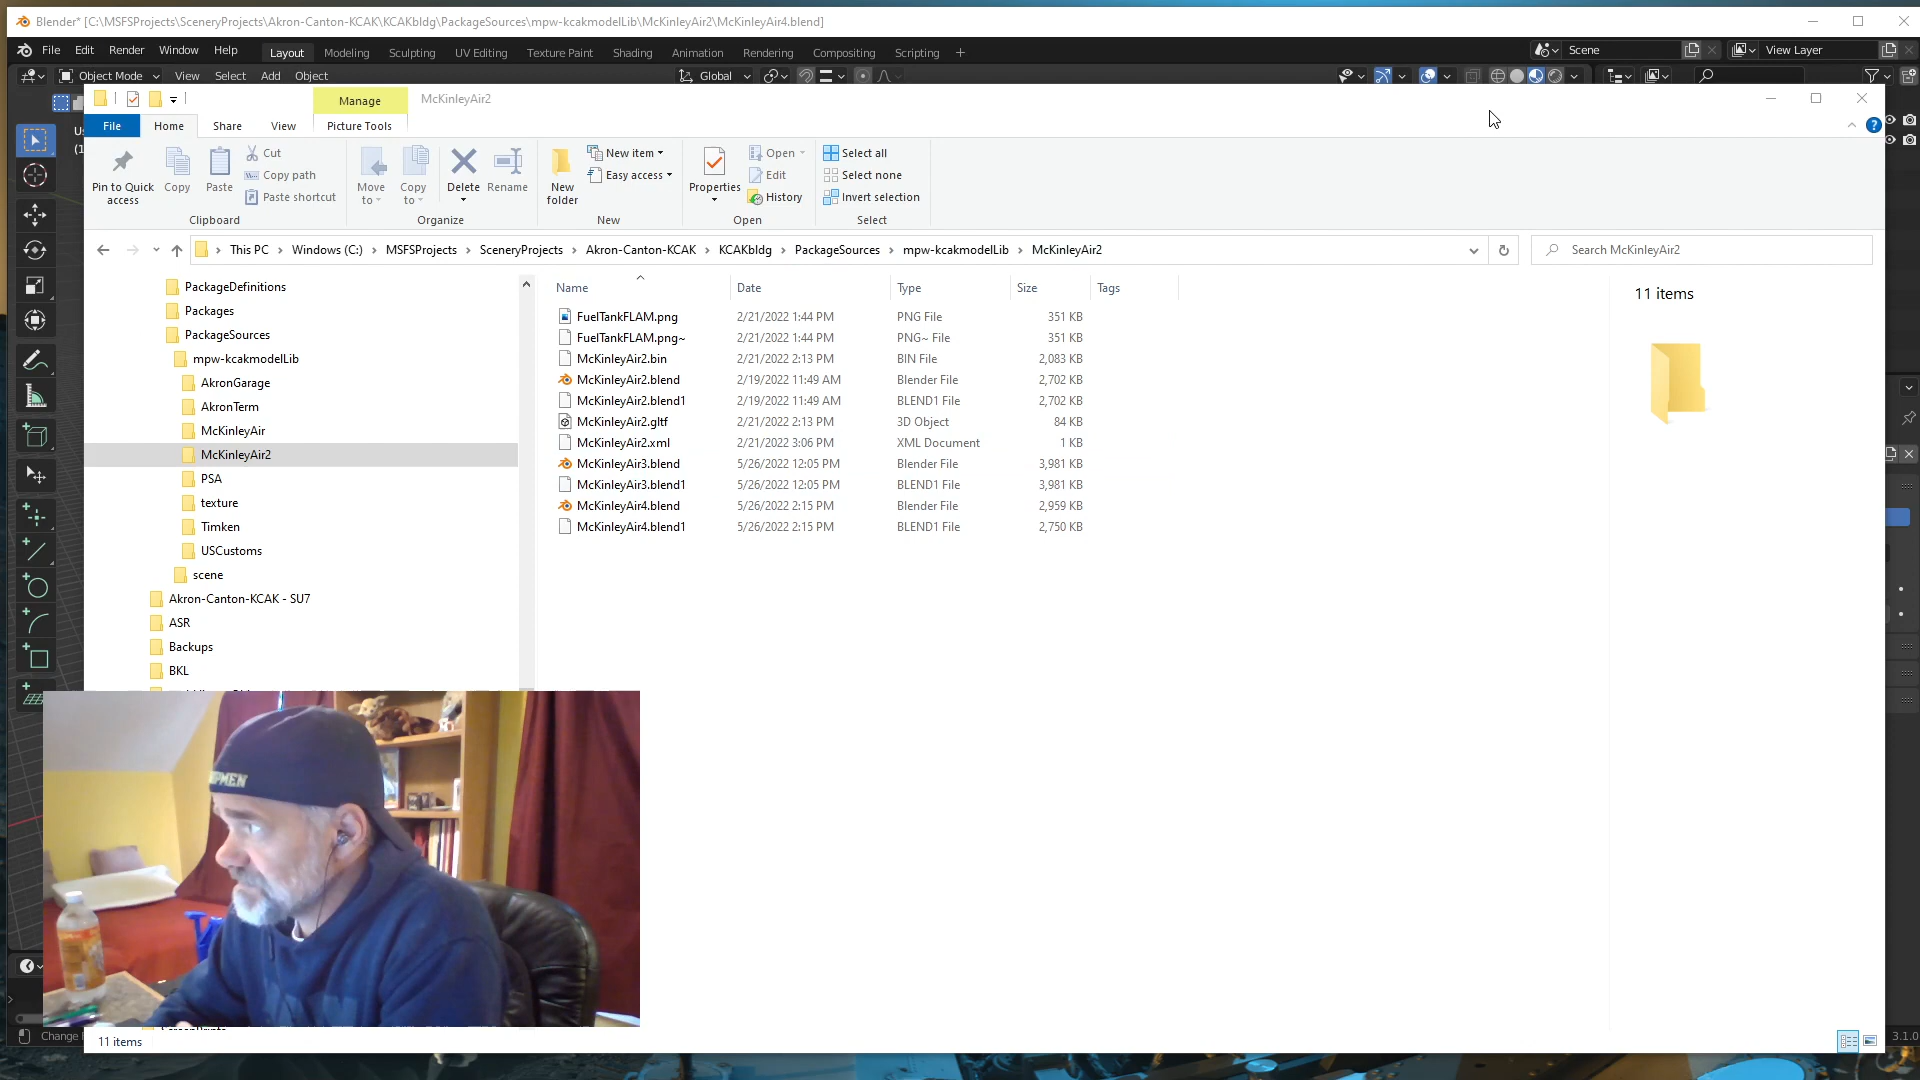 Blender* [C:\MSFSProjects\SceneryProjects\Akron-Canton-KCAK\KCAKbldg\PackageSources\mpw-kcakmodelLib\McKinleyAir2\McKinleyAir4.blend]
File Edit Render Window Help Layout Modeling Sculpting UV Editing Texture Paint Shading Animation Rendering Compositing Scripting + Scene View Layer
Object Mode View Select Add Object Global
Manage McKinleyAir2
File Home Share View Picture Tools
Pin to Quick access
Copy
Paste
Cut
Copy path
Paste shortcut
Clipboard
Move to
Copy to
Delete
Rename
Organize
New folder
New item
Easy access
New
Properties
Open
Edit
History
Open
Select all
Select none
Invert selection
Select
This PC > Windows (C:) > MSFSProjects > SceneryProjects > Akron-Canton-KCAK > KCAKbldg > PackageSources > mpw-kcakmodelLib > McKinleyAir2
Search McKinleyAir2
PackageDefinitions
Packages
PackageSources
mpw-kcakmodelLib
AkronGarage
AkronTerm
McKinleyAir
McKinleyAir2
PSA
texture
Timken
USCustoms
scene
Akron-Canton-KCAK - SU7
ASR
Backups
BKL
Name Date Type Size Tags
FuelTankFLAM.png 2/21/2022 1:44 PM PNG File 351 KB
FuelTankFLAM.png~ 2/21/2022 1:44 PM PNG~ File 351 KB
McKinleyAir2.bin 2/21/2022 2:13 PM BIN File 2,083 KB
McKinleyAir2.blend 2/19/2022 11:49 AM Blender File 2,702 KB
McKinleyAir2.blend1 2/19/2022 11:49 AM BLEND1 File 2,702 KB
McKinleyAir2.gltf 2/21/2022 2:13 PM 3D Object 84 KB
McKinleyAir2.xml 2/21/2022 3:06 PM XML Document 1 KB
McKinleyAir3.blend 5/26/2022 12:05 PM Blender File 3,981 KB
McKinleyAir3.blend1 5/26/2022 12:05 PM BLEND1 File 3,981 KB
McKinleyAir4.blend 5/26/2022 2:15 PM Blender File 2,959 KB
McKinleyAir4.blend1 5/26/2022 2:15 PM BLEND1 File 2,750 KB
11 items
11 items
Change
3.1.0